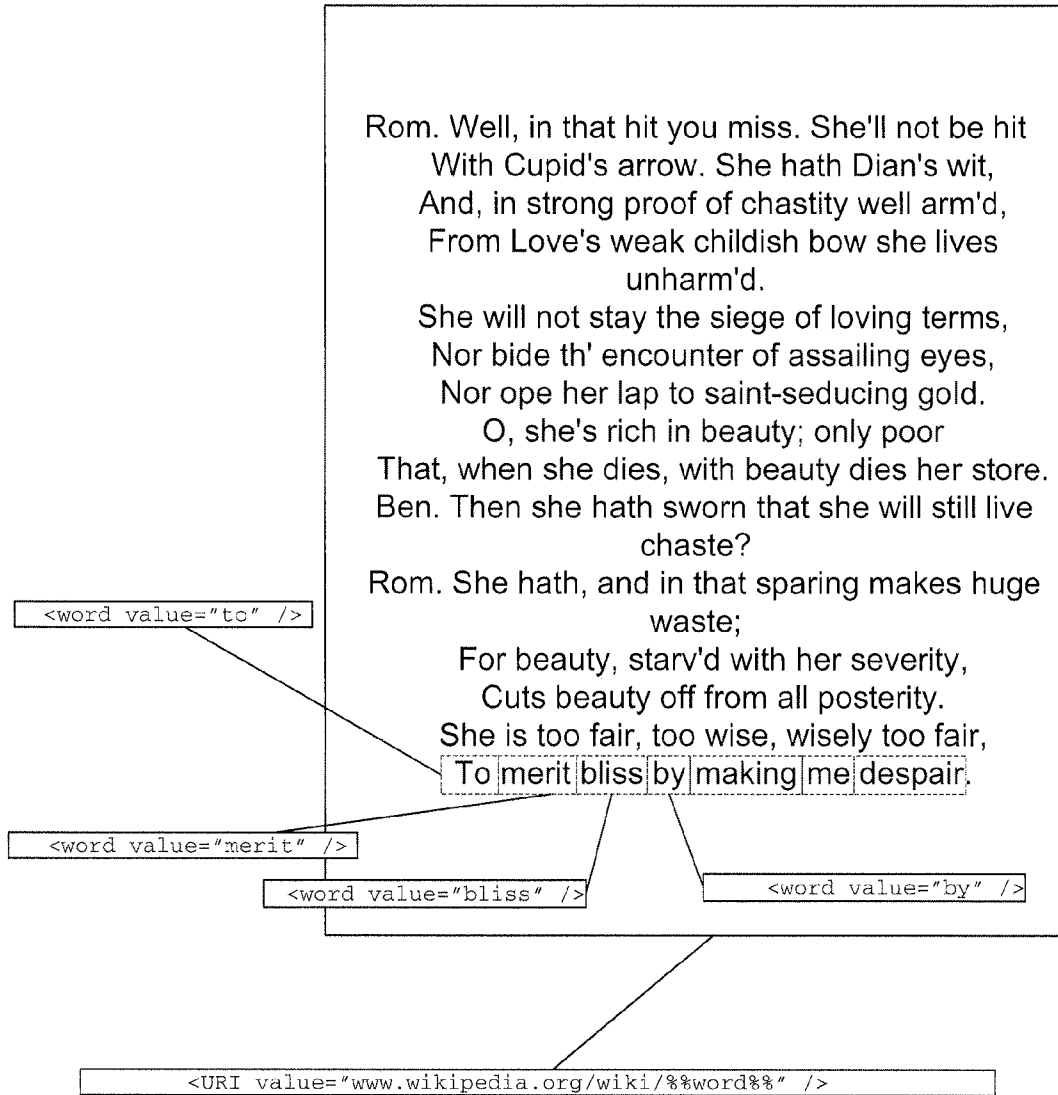 Rom. Well, in that hit you miss. She'll not be hit
With Cupid's arrow. She hath Dian's wit,
And, in strong proof of chastity well arm'd,
From Love's weak childish bow she lives
unharm'd.
She will not stay the siege of loving terms,
Nor bide th' encounter of assailing eyes,
Nor ope her lap to saint-seducing gold.
O, she's rich in beauty; only poor
That, when she dies, with beauty dies her store.
Ben. Then she hath sworn that she will still live
chaste?
Rom. She hath, and in that sparing makes huge
waste;
<word value="to" />
For beauty, starv'd with her severity,
Cuts beauty off from all posterity.
She is too fair, too wise, wisely too fair,
To merit bliss by making me despair.
<word value="merit" />
<word value="bliss" />
<word value="by" />
<URI value="www.wikipedia.org/wiki/%%word%%" />